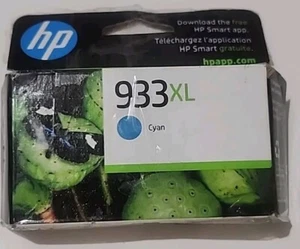 hp
Download the free
HP Smart app.
Téléchargez l'application
HP Smart gratuite.
hpapp.com
933XL
Cyan